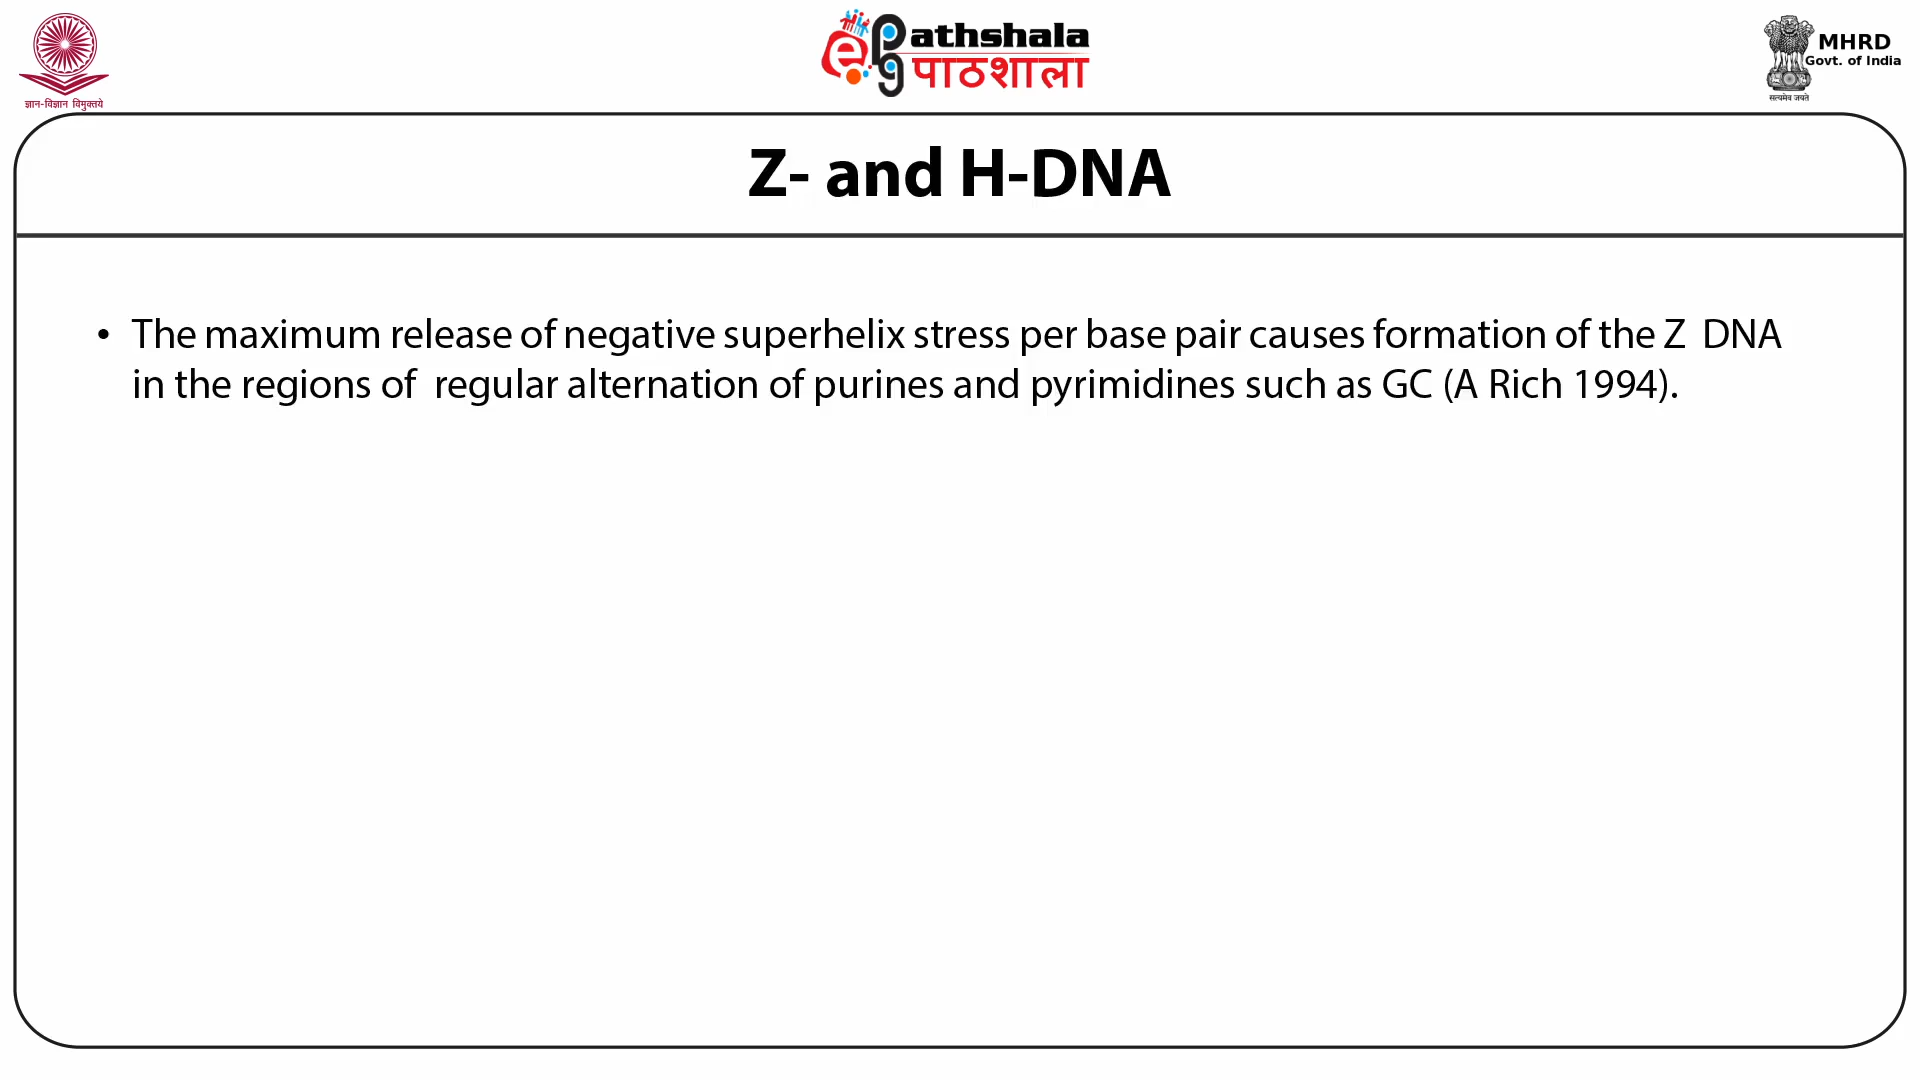 ज्ञान-विज्ञान विमुक्तये
e Pg Pathshala
पाठशाला
MHRD
Govt. of India
सत्यमेव जयते
Z- and H-DNA
• The maximum release of negative superhelix stress per base pair causes formation of the Z DNA
in the regions of regular alternation of purines and pyrimidines such as GC (A Rich 1994).